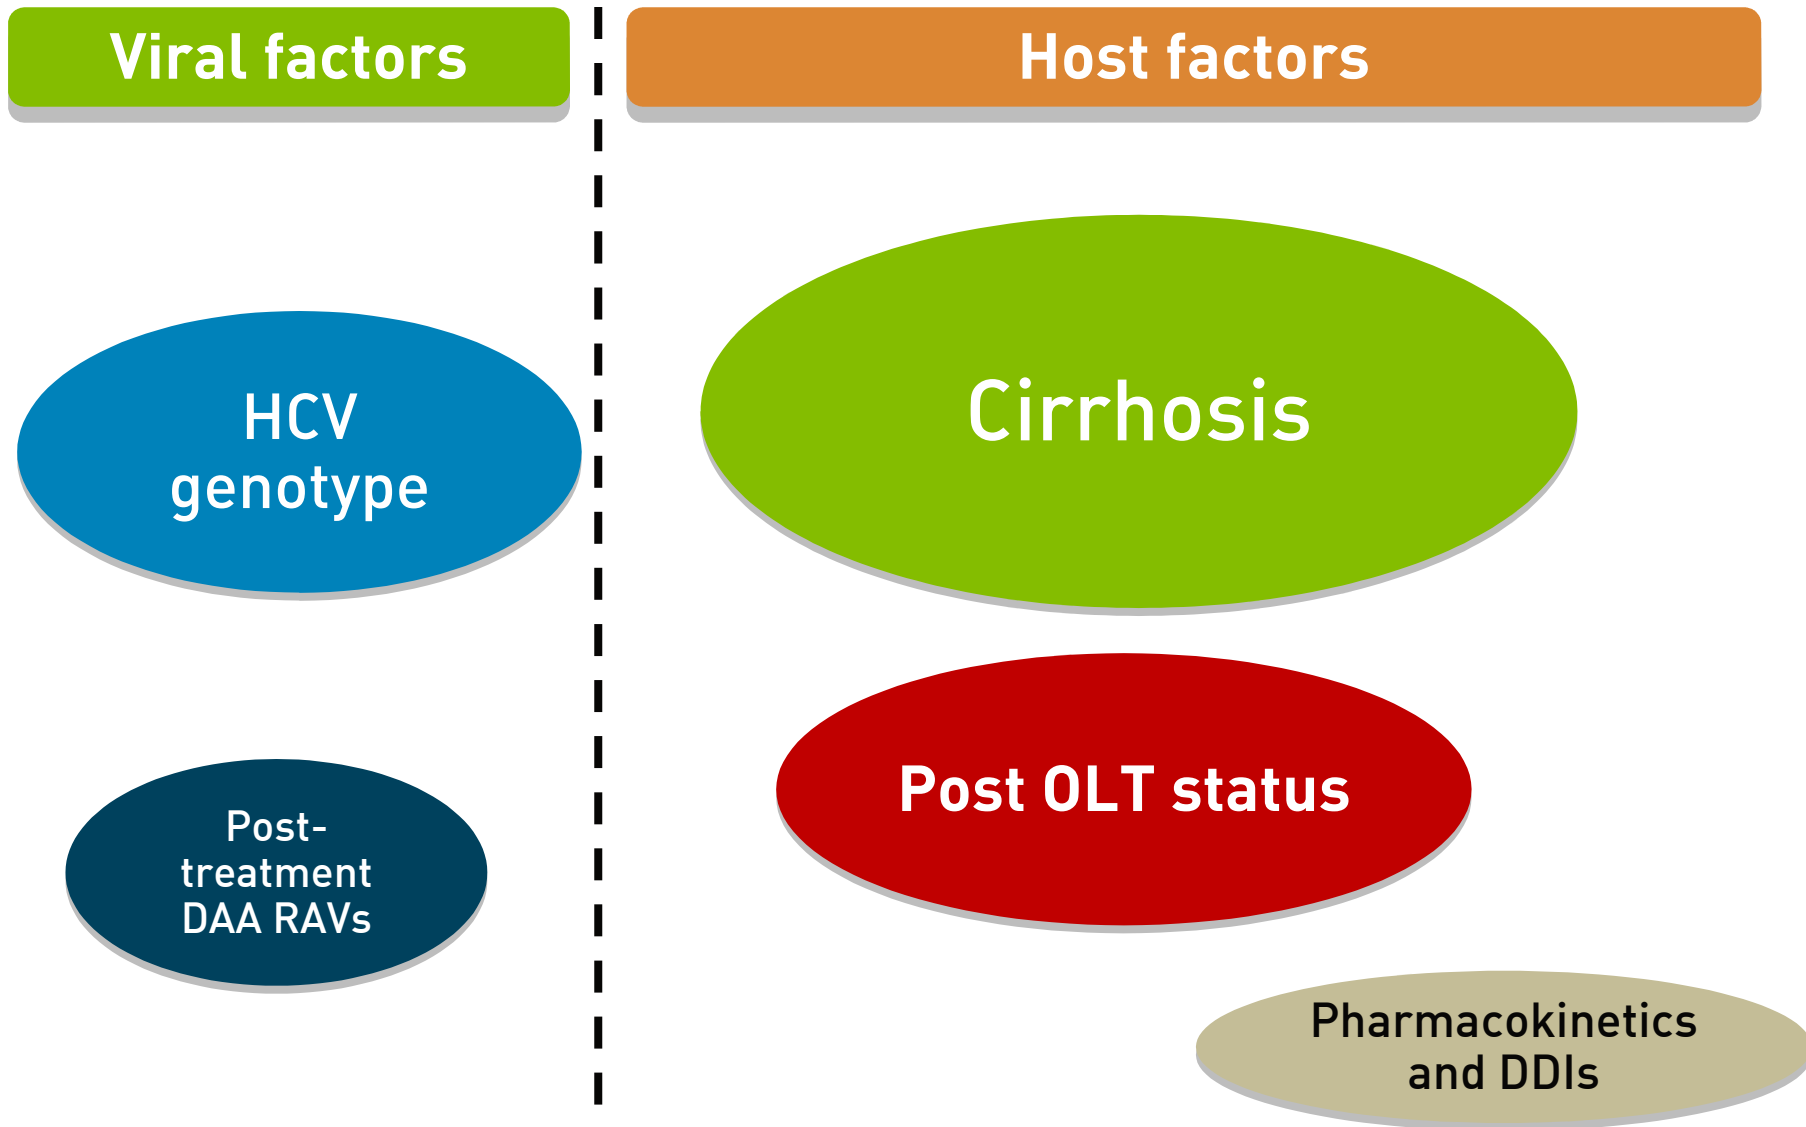 Viral factors
Host factors
HCV
genotype
Cirrhosis
Post-
treatment
DAA RAVs
Post OLT status
Pharmacokinetics
and DDIs